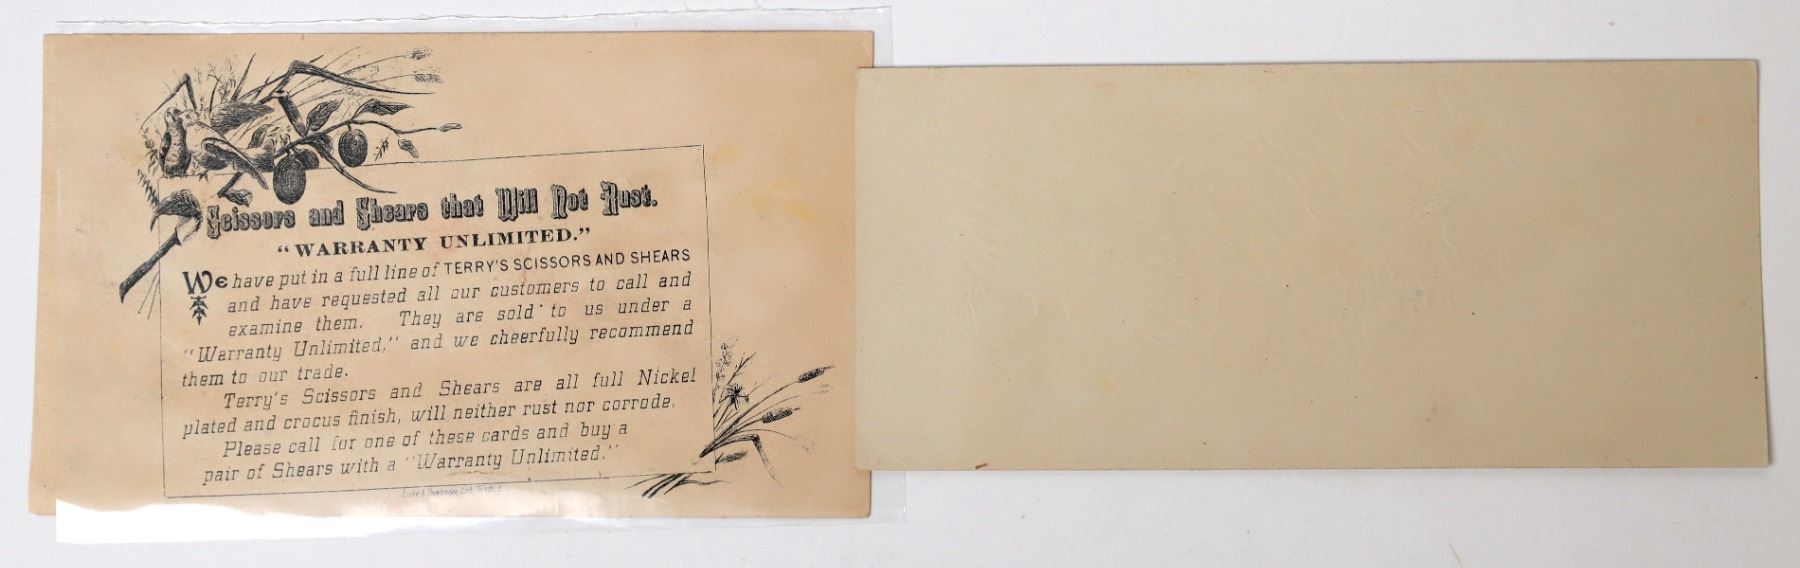 Scissors and Shears that Will Not Rust.
"WARRANTY UNLIMITED."
We have put in a full line of TERRY'S SCISSORS AND SHEARS
and have requested all our customers to call and
examine them. They are sold to us under a
"Warranty Unlimited," and we cheerfully recommend
them to our trade.
Terry's Scissors and Shears are all full Nickel
plated and crocus finish, will neither rust nor corrode.
Please call for one of these cards and buy a
pair of Shears with a "Warranty Unlimited."
& Trowbridge, Lith. Toledo, O